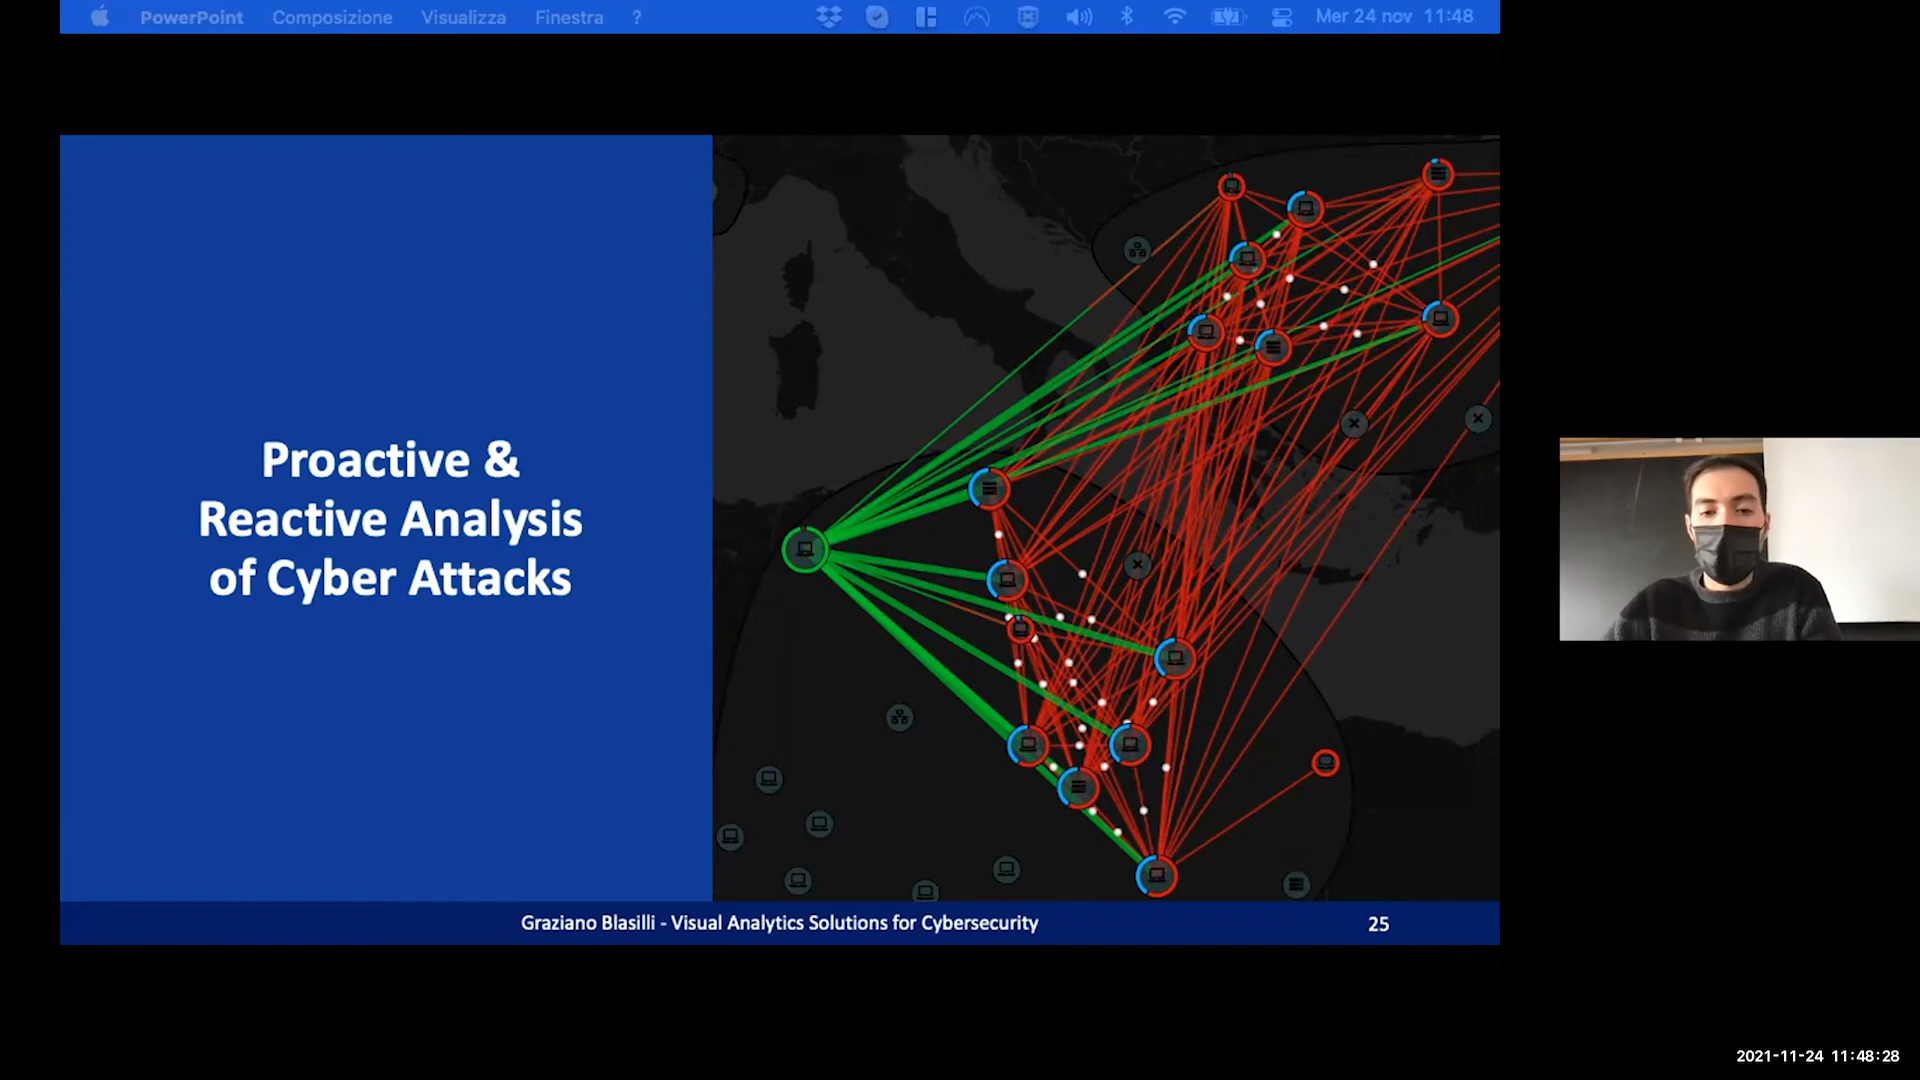 PowerPoint Composizione Visualizza Finestra ? Mer 24 nov 11:48
Proactive &
Reactive Analysis
of Cyber Attacks
Graziano Blasilli - Visual Analytics Solutions for Cybersecurity 25
2021-11-24 11:48:28